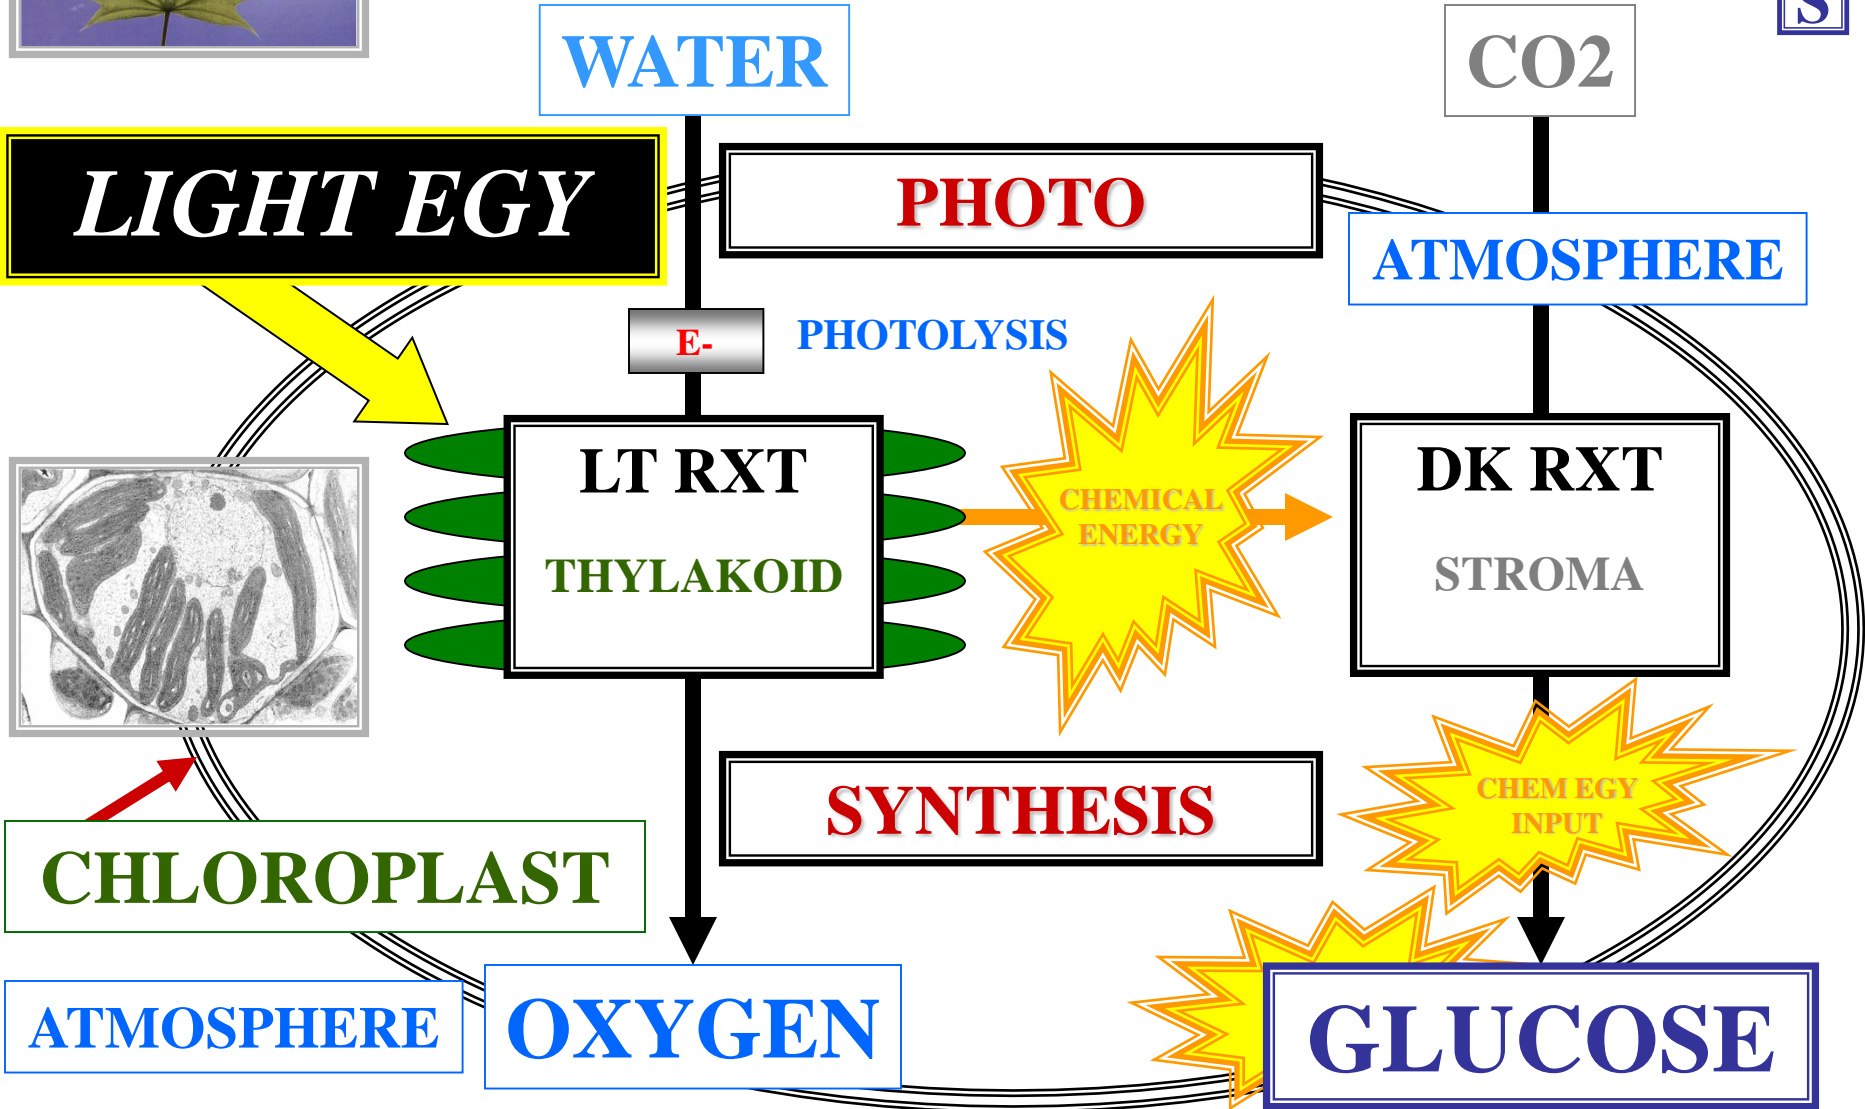 S
WATER
CO2
LIGHT EGY
PHOTO
ATMOSPHERE
E-
PHOTOLYSIS
LT RXT
THYLAKOID
CHEMICAL
ENERGY
DK RXT
STROMA
SYNTHESIS
CHEM EGY
INPUT
CHLOROPLAST
ATMOSPHERE
OXYGEN
GLUCOSE